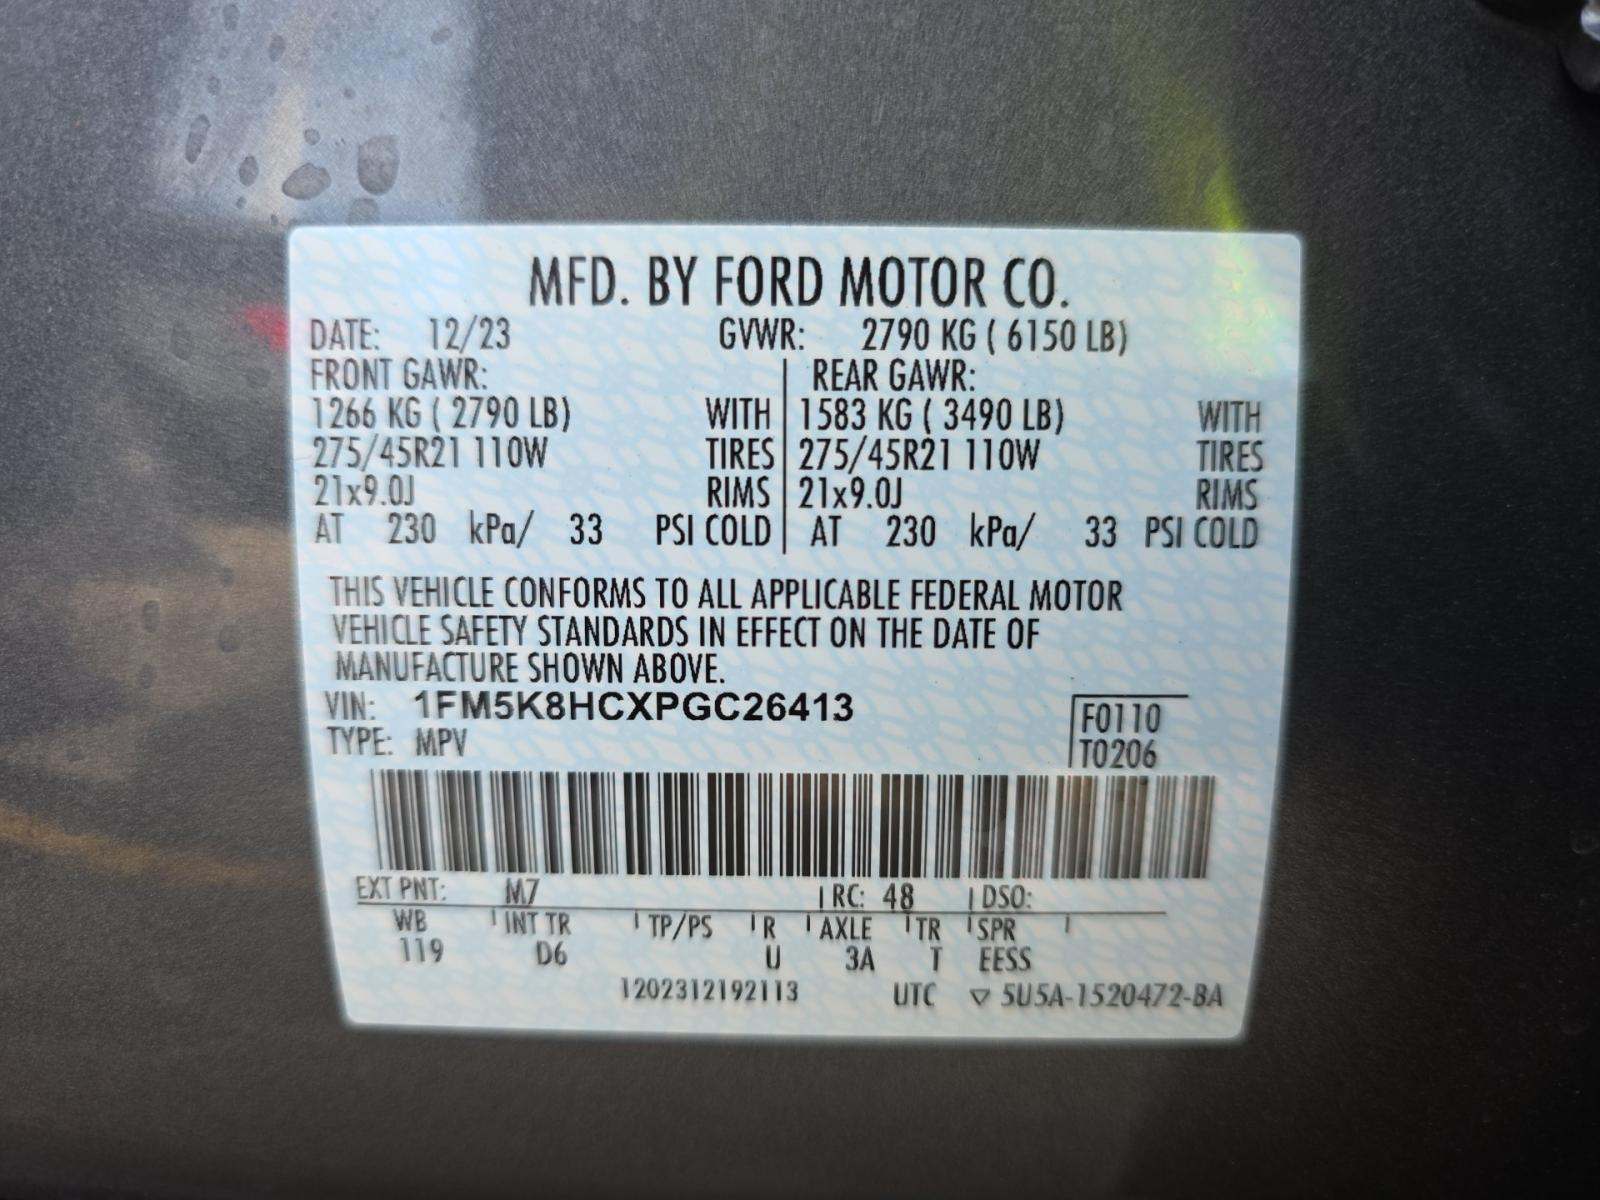 MFD. BY FORD MOTOR CO.
DATE: 12/23 GVWR: 2790 KG ( 6150 LB)
FRONT GAWR: REAR GAWR:
1266 KG ( 2790 LB) WITH 1583 KG ( 3490 LB) WITH
275/45R21 110W TIRES 275/45R21 110W TIRES
21x9.0J RIMS 21x9.0J RIMS
AT 230 kPa/ 33 PSI COLD AT 230 kPa/ 33 PSI COLD
THIS VEHICLE CONFORMS TO ALL APPLICABLE FEDERAL MOTOR
VEHICLE SAFETY STANDARDS IN EFFECT ON THE DATE OF
MANUFACTURE SHOWN ABOVE.
VIN: 1FM5K8HCXPGC26413 F0110
TYPE: MPV T0206
EXT PNT: M7 RC: 48 DSO:
WB INT TR TP/PS R AXLE TR SPR
119 D6 U 3A T EESS
1202312192113 UTC ▽ 5U5A-1520472-BA